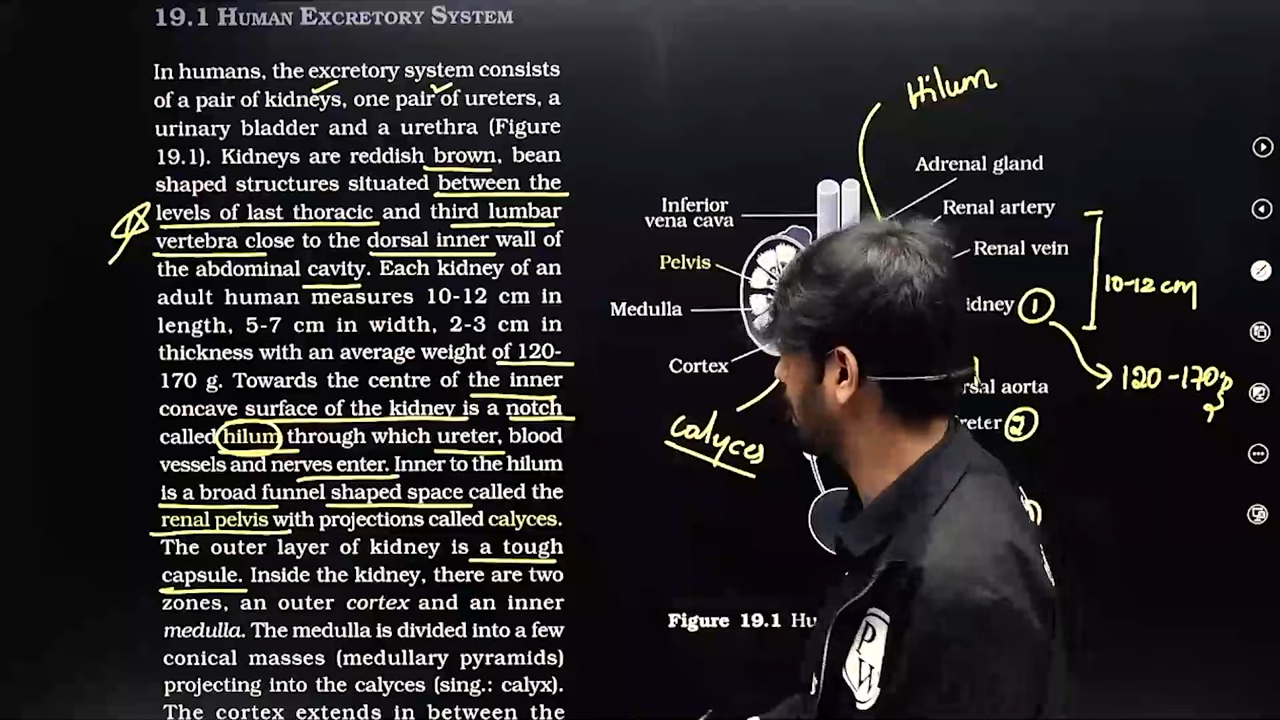 19.1 HUMAN EXCRETORY SYSTEM
In humans, the excretory system consists
of a pair of kidneys, one pair of ureters, a
urinary bladder and a urethra (Figure
19.1). Kidneys are reddish brown, bean
shaped structures situated between the
levels of last thoracic and third lumbar
vertebra close to the dorsal inner wall of
the abdominal cavity. Each kidney of an
adult human measures 10-12 cm in
length, 5-7 cm in width, 2-3 cm in
thickness with an average weight of 120-
170 g. Towards the centre of the inner
concave surface of the kidney is a notch
called hilum through which ureter, blood
vessels and nerves enter. Inner to the hilum
is a broad funnel shaped space called the
renal pelvis with projections called calyces.
The outer layer of kidney is a tough
capsule. Inside the kidney, there are two
zones, an outer cortex and an inner
medulla. The medulla is divided into a few
conical masses (medullary pyramids)
projecting into the calyces (sing.: calyx).
The cortex extends in between the
Hilum
Adrenal gland
Inferior
vena cava
Renal artery
Pelvis
Renal vein
Medulla
idney 1
10-12 cm
Cortex
rsal aorta
120-170g
reter 2
calyces
Figure 19.1 Hu
P
W